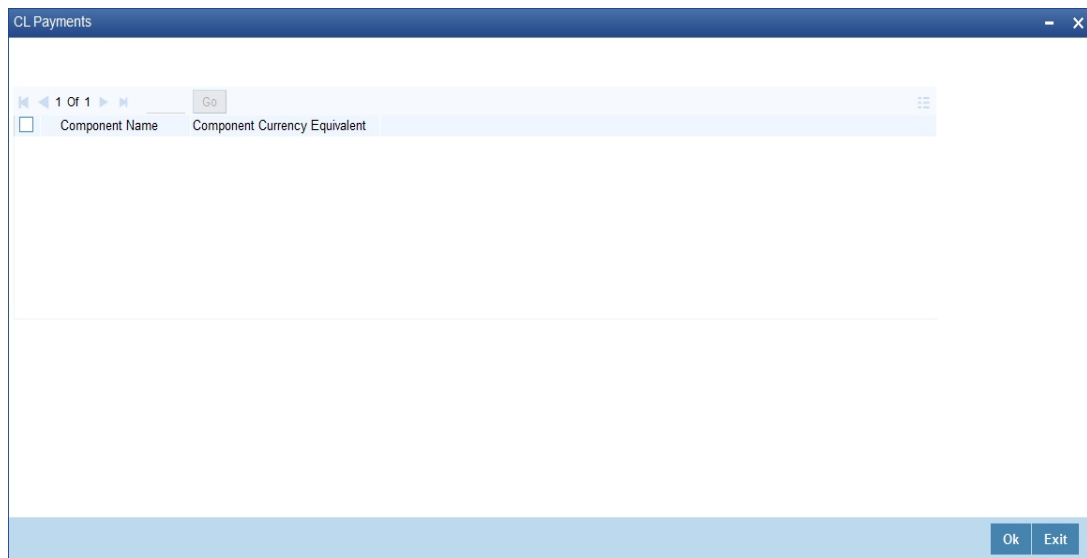 CL Payments
1 Of 1 Go
Component Name Component Currency Equivalent
Ok Exit